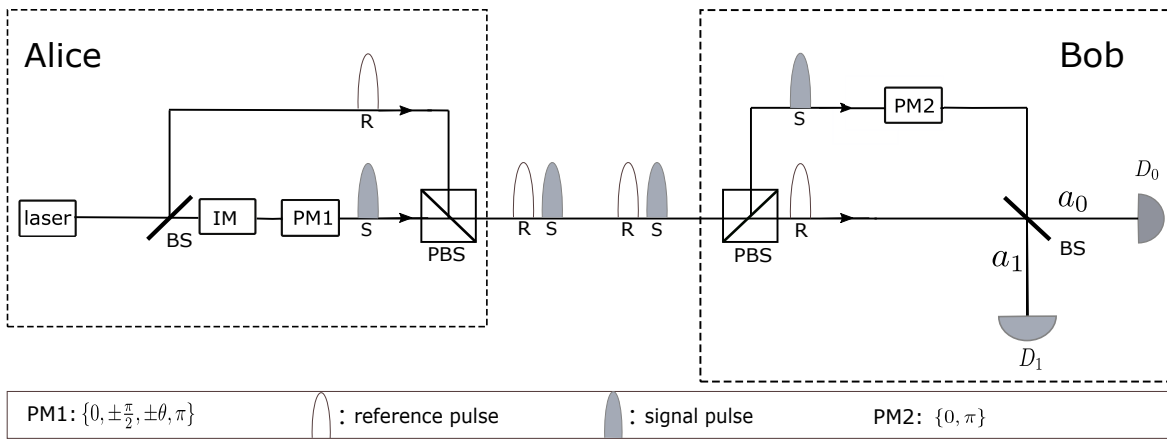 Alice
Bob
R
S
PM2
laser
BS
IM
PM1
S
PBS
R
S
R
S
PBS
R
a₀
D₀
BS
a₁
D₁
PM1: {0, ±π/2, ±θ, π}
: reference pulse
: signal pulse
PM2: {0, π}